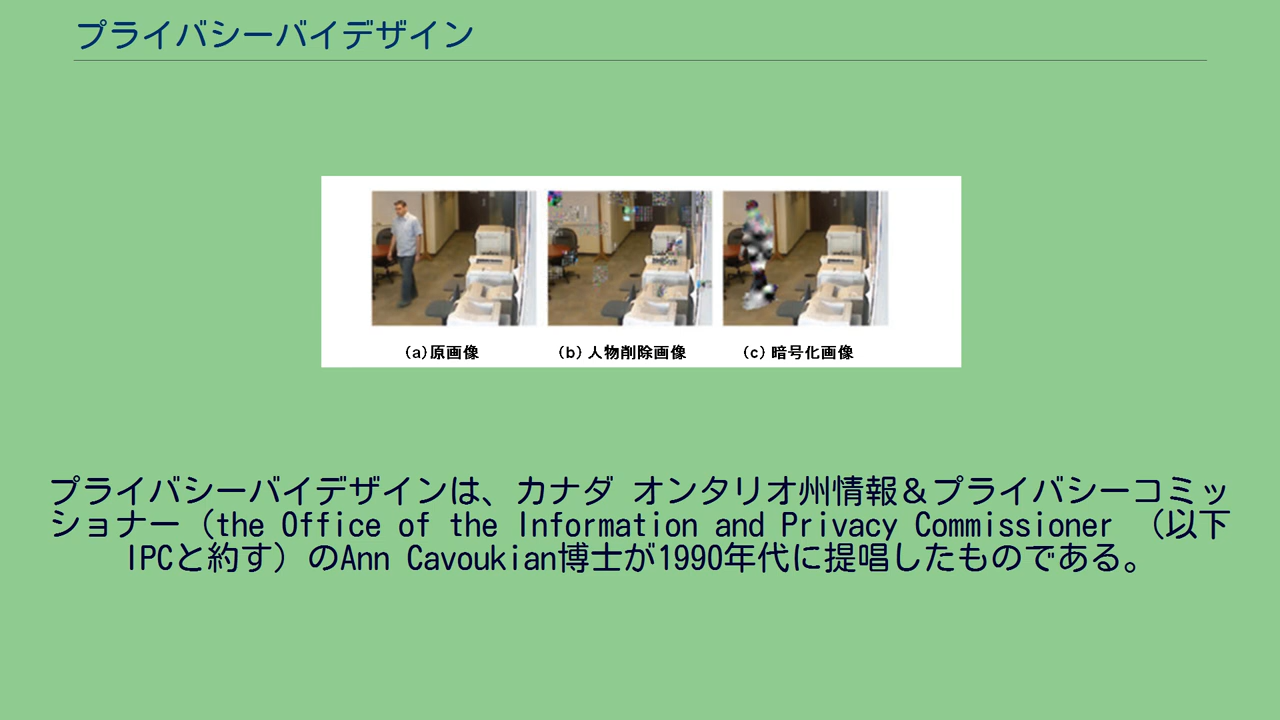 プライバシーバイデザイン
(a)原画像
(b) 人物削除画像
(c) 暗号化画像
プライバシーバイデザインは、カナダ オンタリオ州情報＆プライバシーコミッ
ショナー（the Office of the Information and Privacy Commissioner （以下
IPCと約す）のAnn Cavoukian博士が1990年代に提唱したものである。